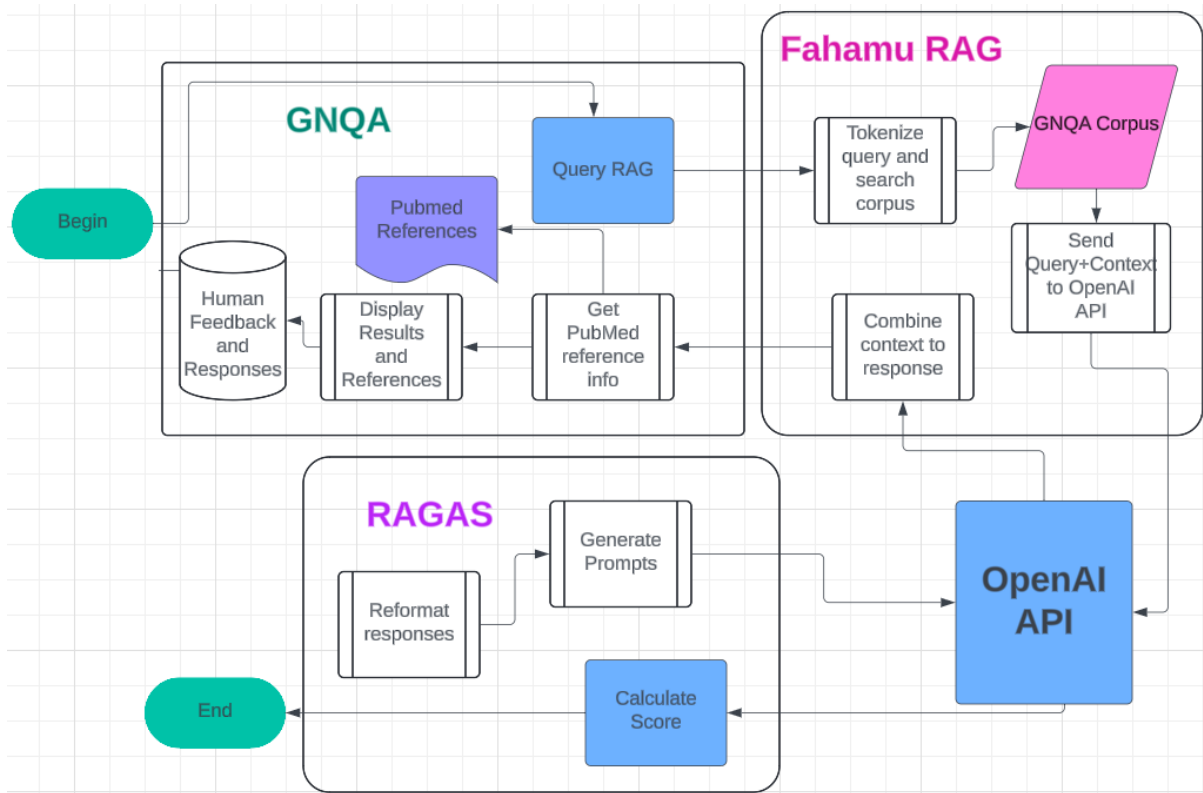 Fahamu RAG
GNQA
GNQA Corpus
Tokenize
query and
search
corpus
Query RAG
Pubmed
References
Begin
Send
Query+Context
to OpenAI
API
Human
Feedback
and
Responses
Display
Results
and
References
Get
PubMed
reference
info
Combine
context to
response
RAGAS
Generate
Prompts
Reformat
responses
OpenAI
API
Calculate
Score
End